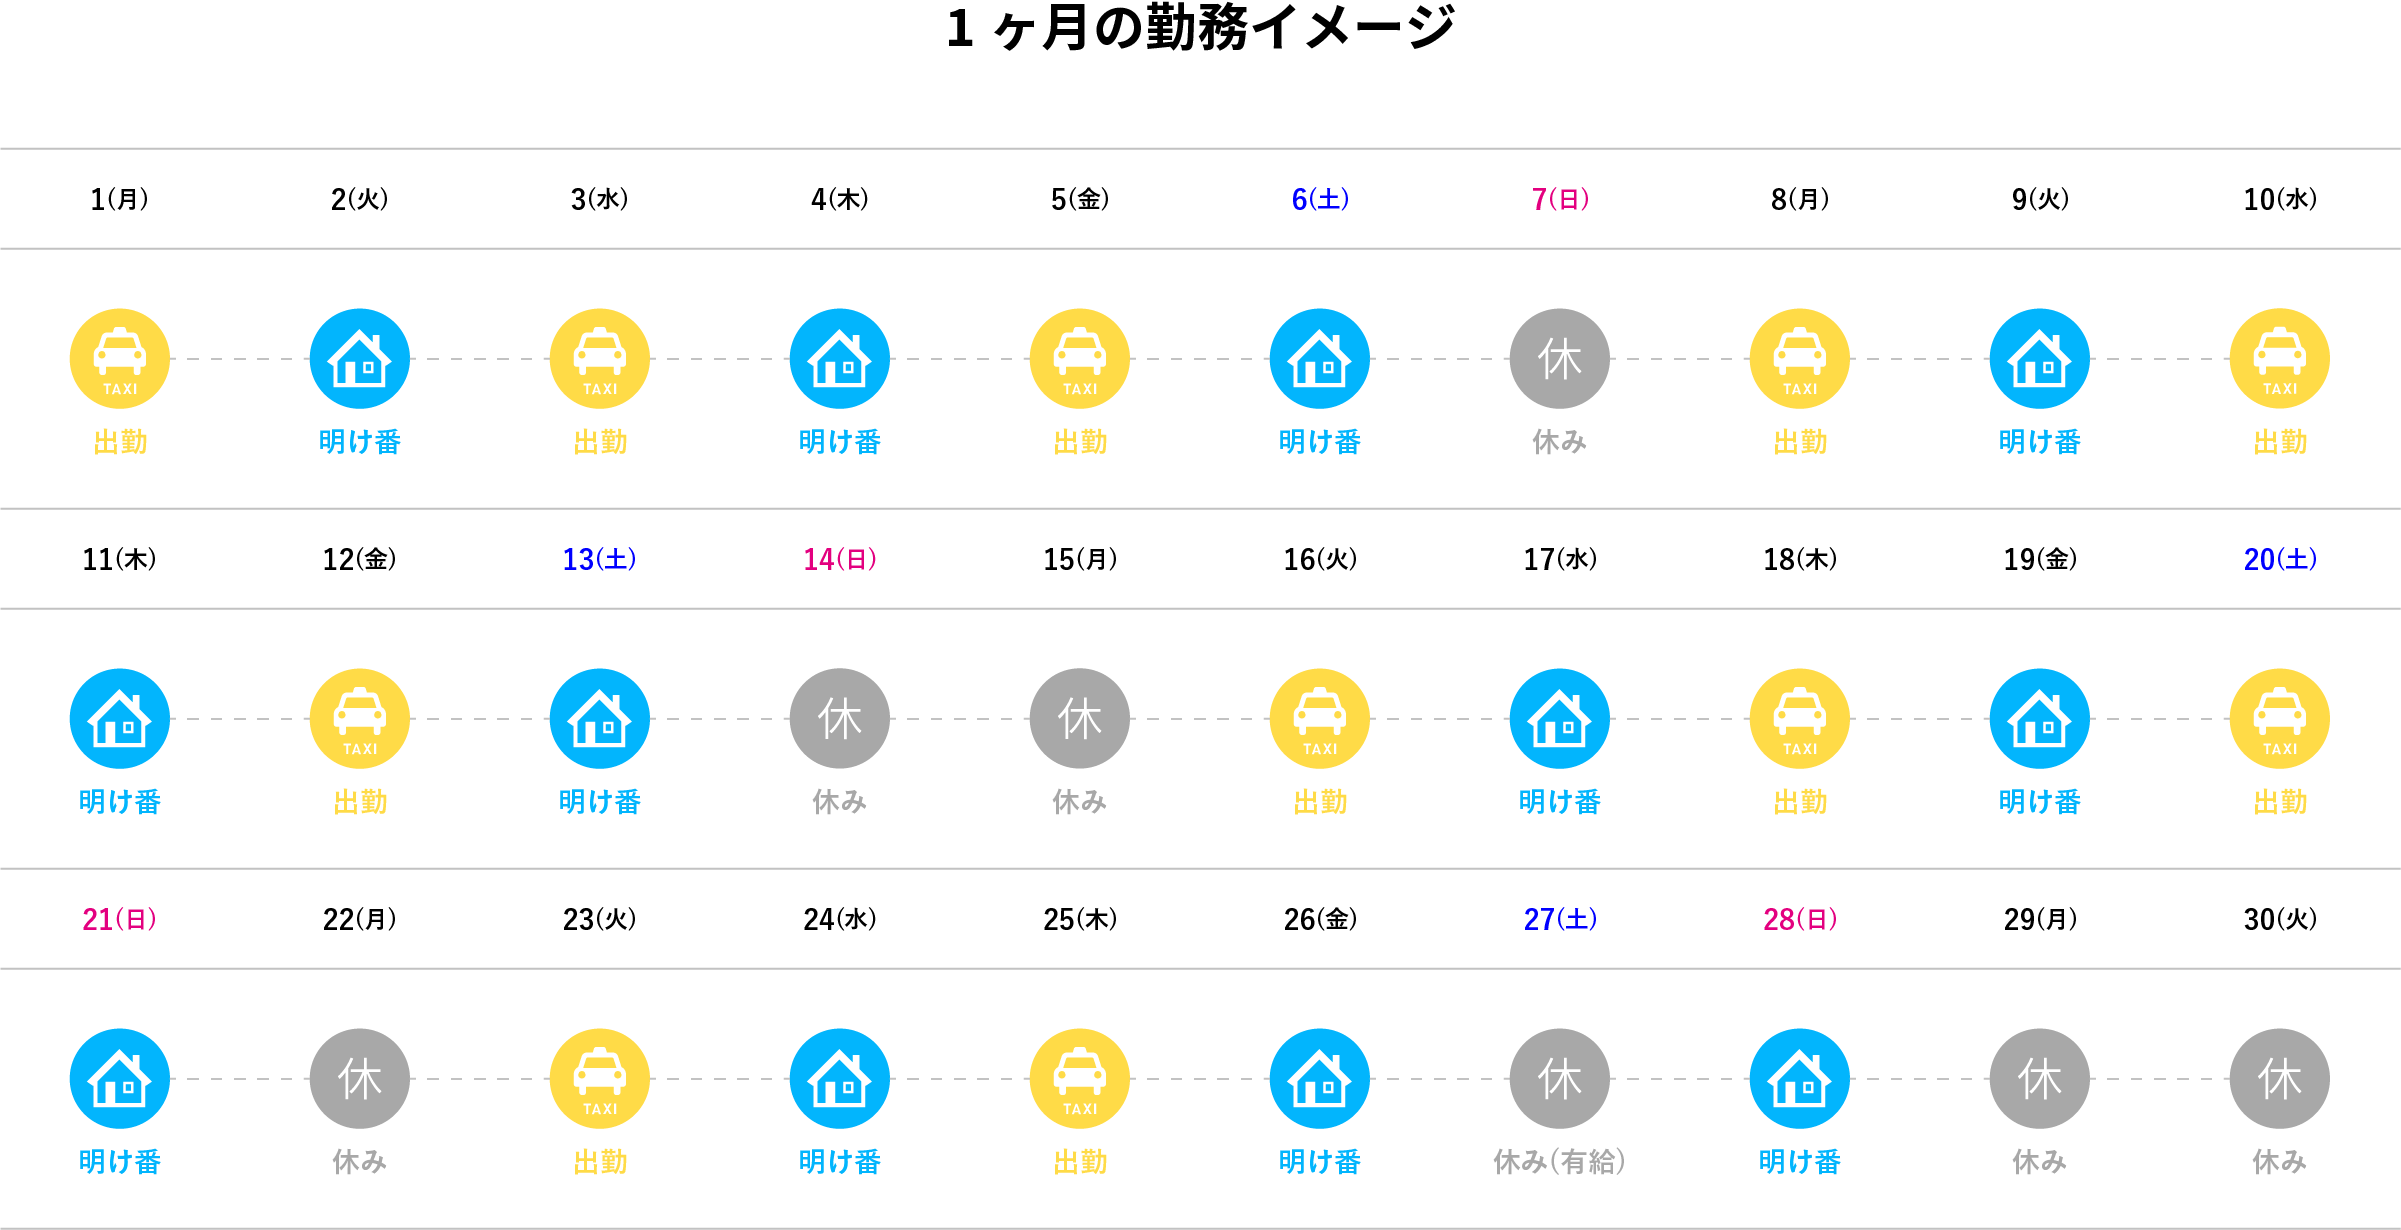 1ヶ月の勤務イメージ
1(月) 2(火) 3(水) 4(木) 5(金) 6(土) 7(日) 8(月) 9(火) 10(水)
TAXI TAXI TAXI 休 TAXI TAXI
出勤 明け番 出勤 明け番 出勤 明け番 休み 出勤 明け番 出勤
11(木) 12(金) 13(土) 14(日) 15(月) 16(火) 17(水) 18(木) 19(金) 20(土)
TAXI 休 休 TAXI TAXI TAXI
明け番 出勤 明け番 休み 休み 出勤 明け番 出勤 明け番 出勤
21(日) 22(月) 23(火) 24(水) 25(木) 26(金) 27(土) 28(日) 29(月) 30(火)
休 TAXI TAXI 休 休 休
明け番 休み 出勤 明け番 出勤 明け番 休み(有給) 明け番 休み 休み